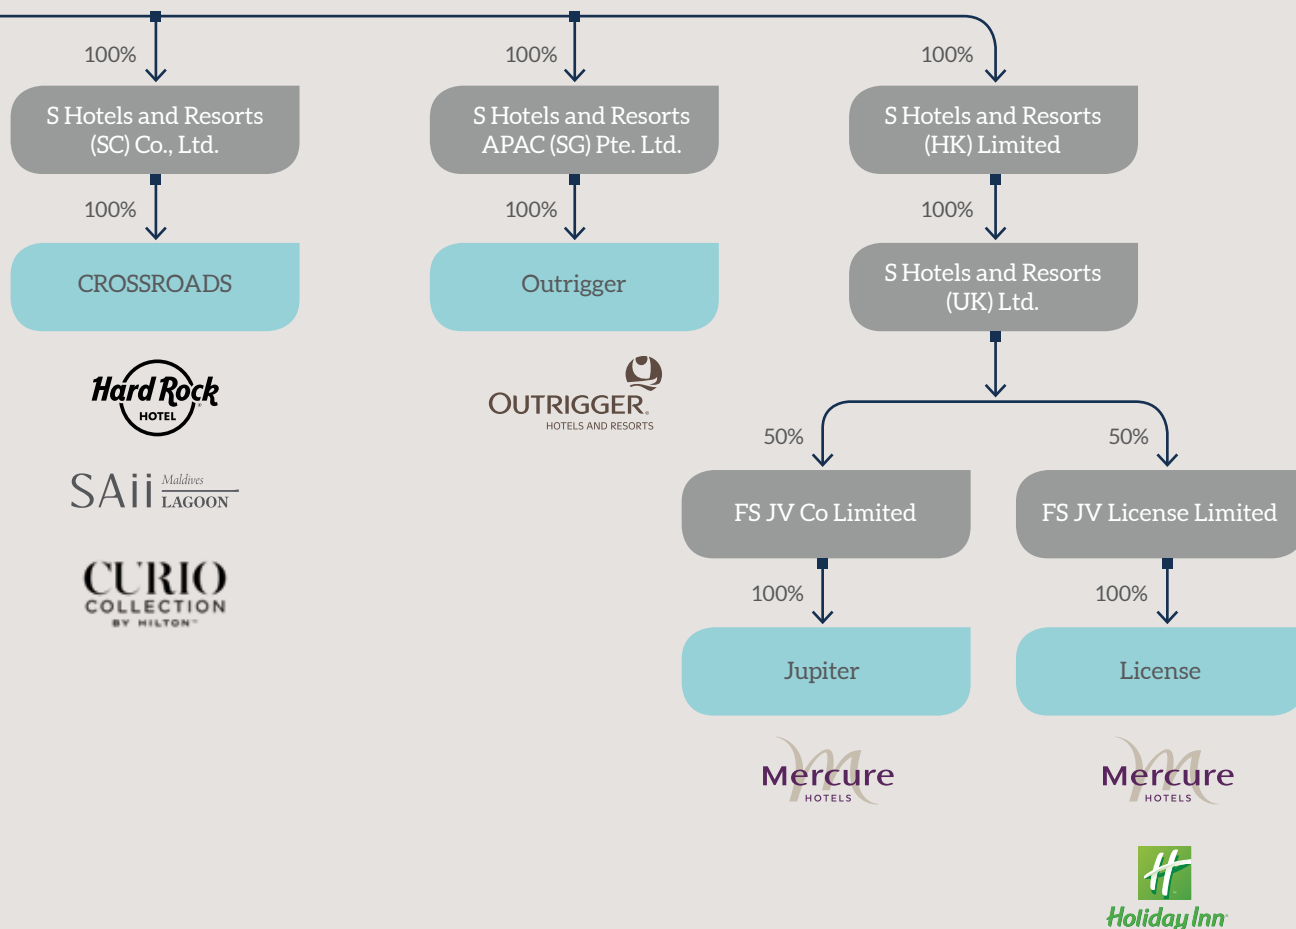 100%
100%
100%
S Hotels and Resorts
(SC) Co., Ltd.
S Hotels and Resorts
APAC (SG) Pte. Ltd.
S Hotels and Resorts
(HK) Limited
100%
100%
100%
CROSSROADS
Outrigger
S Hotels and Resorts
(UK) Ltd.
Hard Rock
HOTEL
OUTRIGGER®
HOTELS AND RESORTS
50%
50%
SAii Maldives
LAGOON
FS JV Co Limited
FS JV License Limited
CURIO
COLLECTION
BY HILTON™
100%
100%
Jupiter
License
Mercure
HOTELS
Mercure
HOTELS
H
Holiday Inn